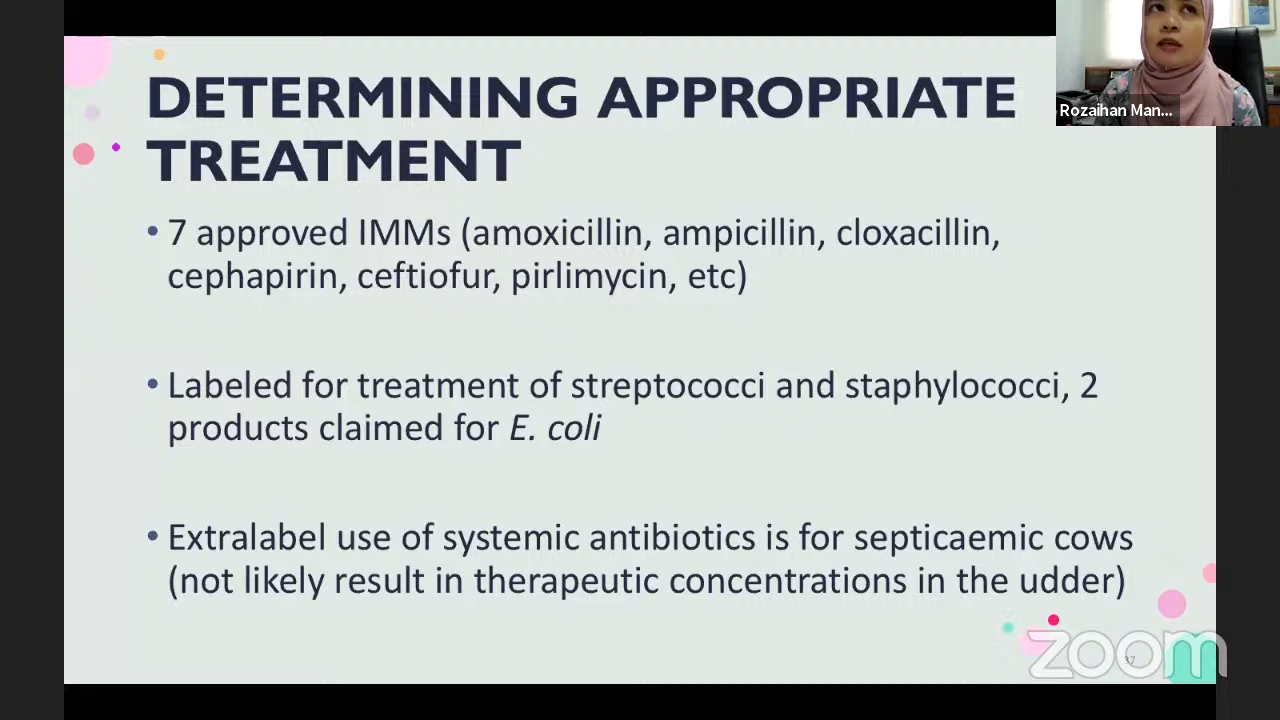 DETERMINING APPROPRIATE
TREATMENT
• 7 approved IMMs (amoxicillin, ampicillin, cloxacillin,
cephapirin, ceftiofur, pirlimycin, etc)
• Labeled for treatment of streptococci and staphylococci, 2
products claimed for E. coli
• Extralabel use of systemic antibiotics is for septicaemic cows
(not likely result in therapeutic concentrations in the udder)
Rozaihan Man...
zoom
37